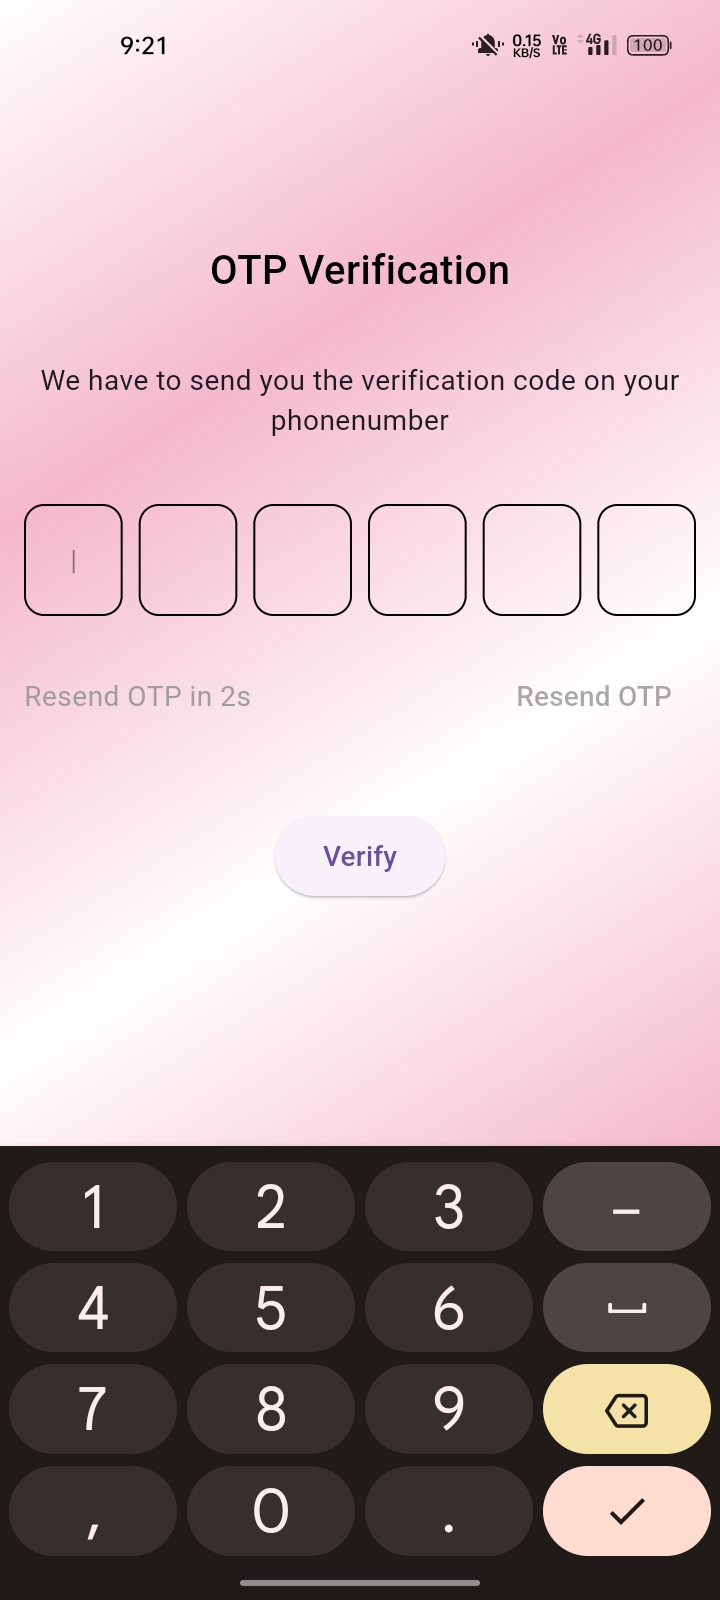 9:21
0.15
KB/S
Vo
LTE
4G
100
OTP Verification
We have to send you the verification code on your
phonenumber
Resend OTP in 2s
Resend OTP
Verify
1 2 3 –
4 5 6
7 8 9
, 0 .